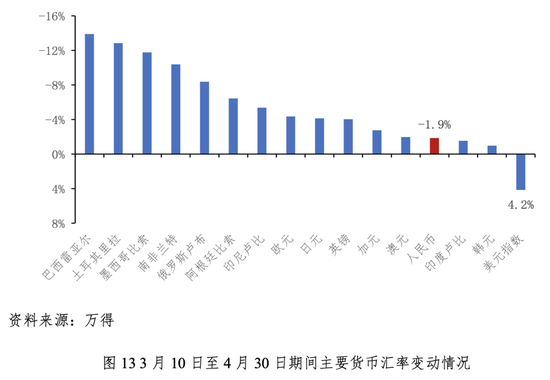 -16%
-12%
-8%
-4%
0%
4%
8%
-1.9%
4.2%
巴西雷亚尔
土耳其里拉
墨西哥比索
南非兰特
俄罗斯卢布
阿根廷比索
印尼卢比
欧元
日元
英镑
加元
澳元
人民币
印度卢比
韩元
美元指数
资料来源：万得
图 13 3 月 10 日至 4 月 30 日期间主要货币汇率变动情况